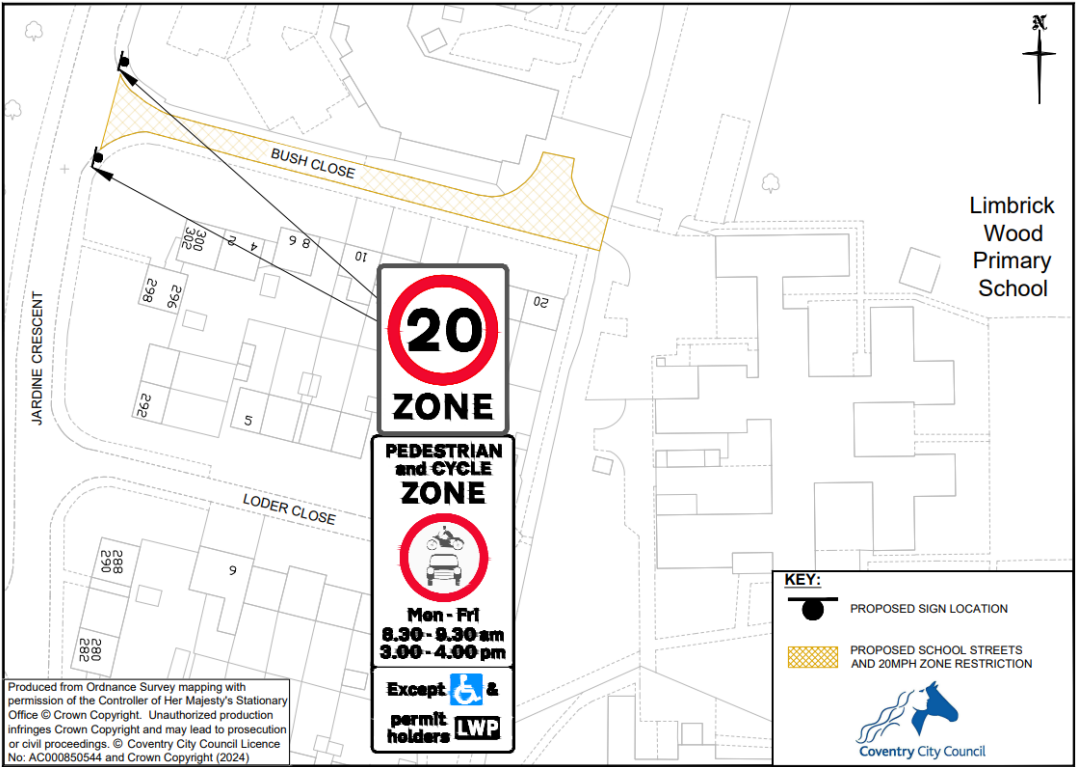 N
BUSH CLOSE
Limbrick
Wood
Primary
School
302
300
2
4
6
8
10
20
298
296
JARDINE CRESCENT
292
5
20
ZONE
PEDESTRIAN
and CYCLE
ZONE
Mon - Fri
8.30 - 9.30 am
3.00 - 4.00 pm
Except &
permit
holders LWP
LODER CLOSE
290
288
9
282
280
KEY:
PROPOSED SIGN LOCATION
PROPOSED SCHOOL STREETS
AND 20MPH ZONE RESTRICTION
Coventry City Council
Produced from Ordnance Survey mapping with
permission of the Controller of Her Majesty's Stationary
Office © Crown Copyright. Unauthorized production
infringes Crown Copyright and may lead to prosecution
or civil proceedings. © Coventry City Council Licence
No: AC000850544 and Crown Copyright (2024)